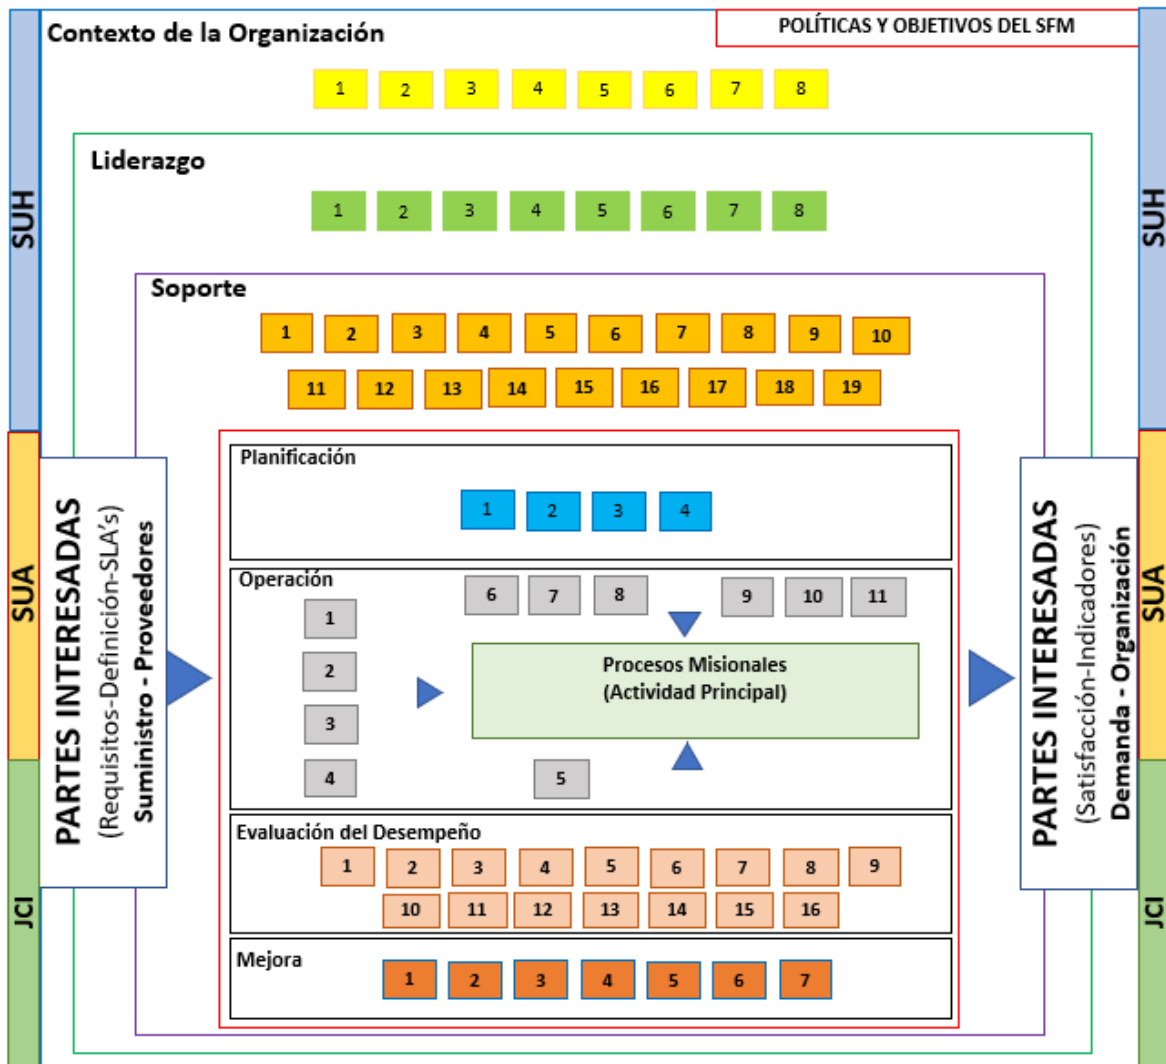 Contexto de la Organización
POLÍTICAS Y OBJETIVOS DEL SFM
1 2 3 4 5 6 7 8
Liderazgo
1 2 3 4 5 6 7 8
Soporte
1 2 3 4 5 6 7 8 9 10
11 12 13 14 15 16 17 18 19
SUH
SUA
JCI
PARTES INTERESADAS
(Requisitos-Definición-SLA's)
Suministro - Proveedores
Planificación
1 2 3 4
Operación
1
2
3
4
5
6 7 8
9 10 11
Procesos Misionales
(Actividad Principal)
Evaluación del Desempeño
1 2 3 4 5 6 7 8 9
10 11 12 13 14 15 16
Mejora
1 2 3 4 5 6 7
PARTES INTERESADAS
(Satisfacción-Indicadores)
Demanda - Organización
SUH
SUA
JCI